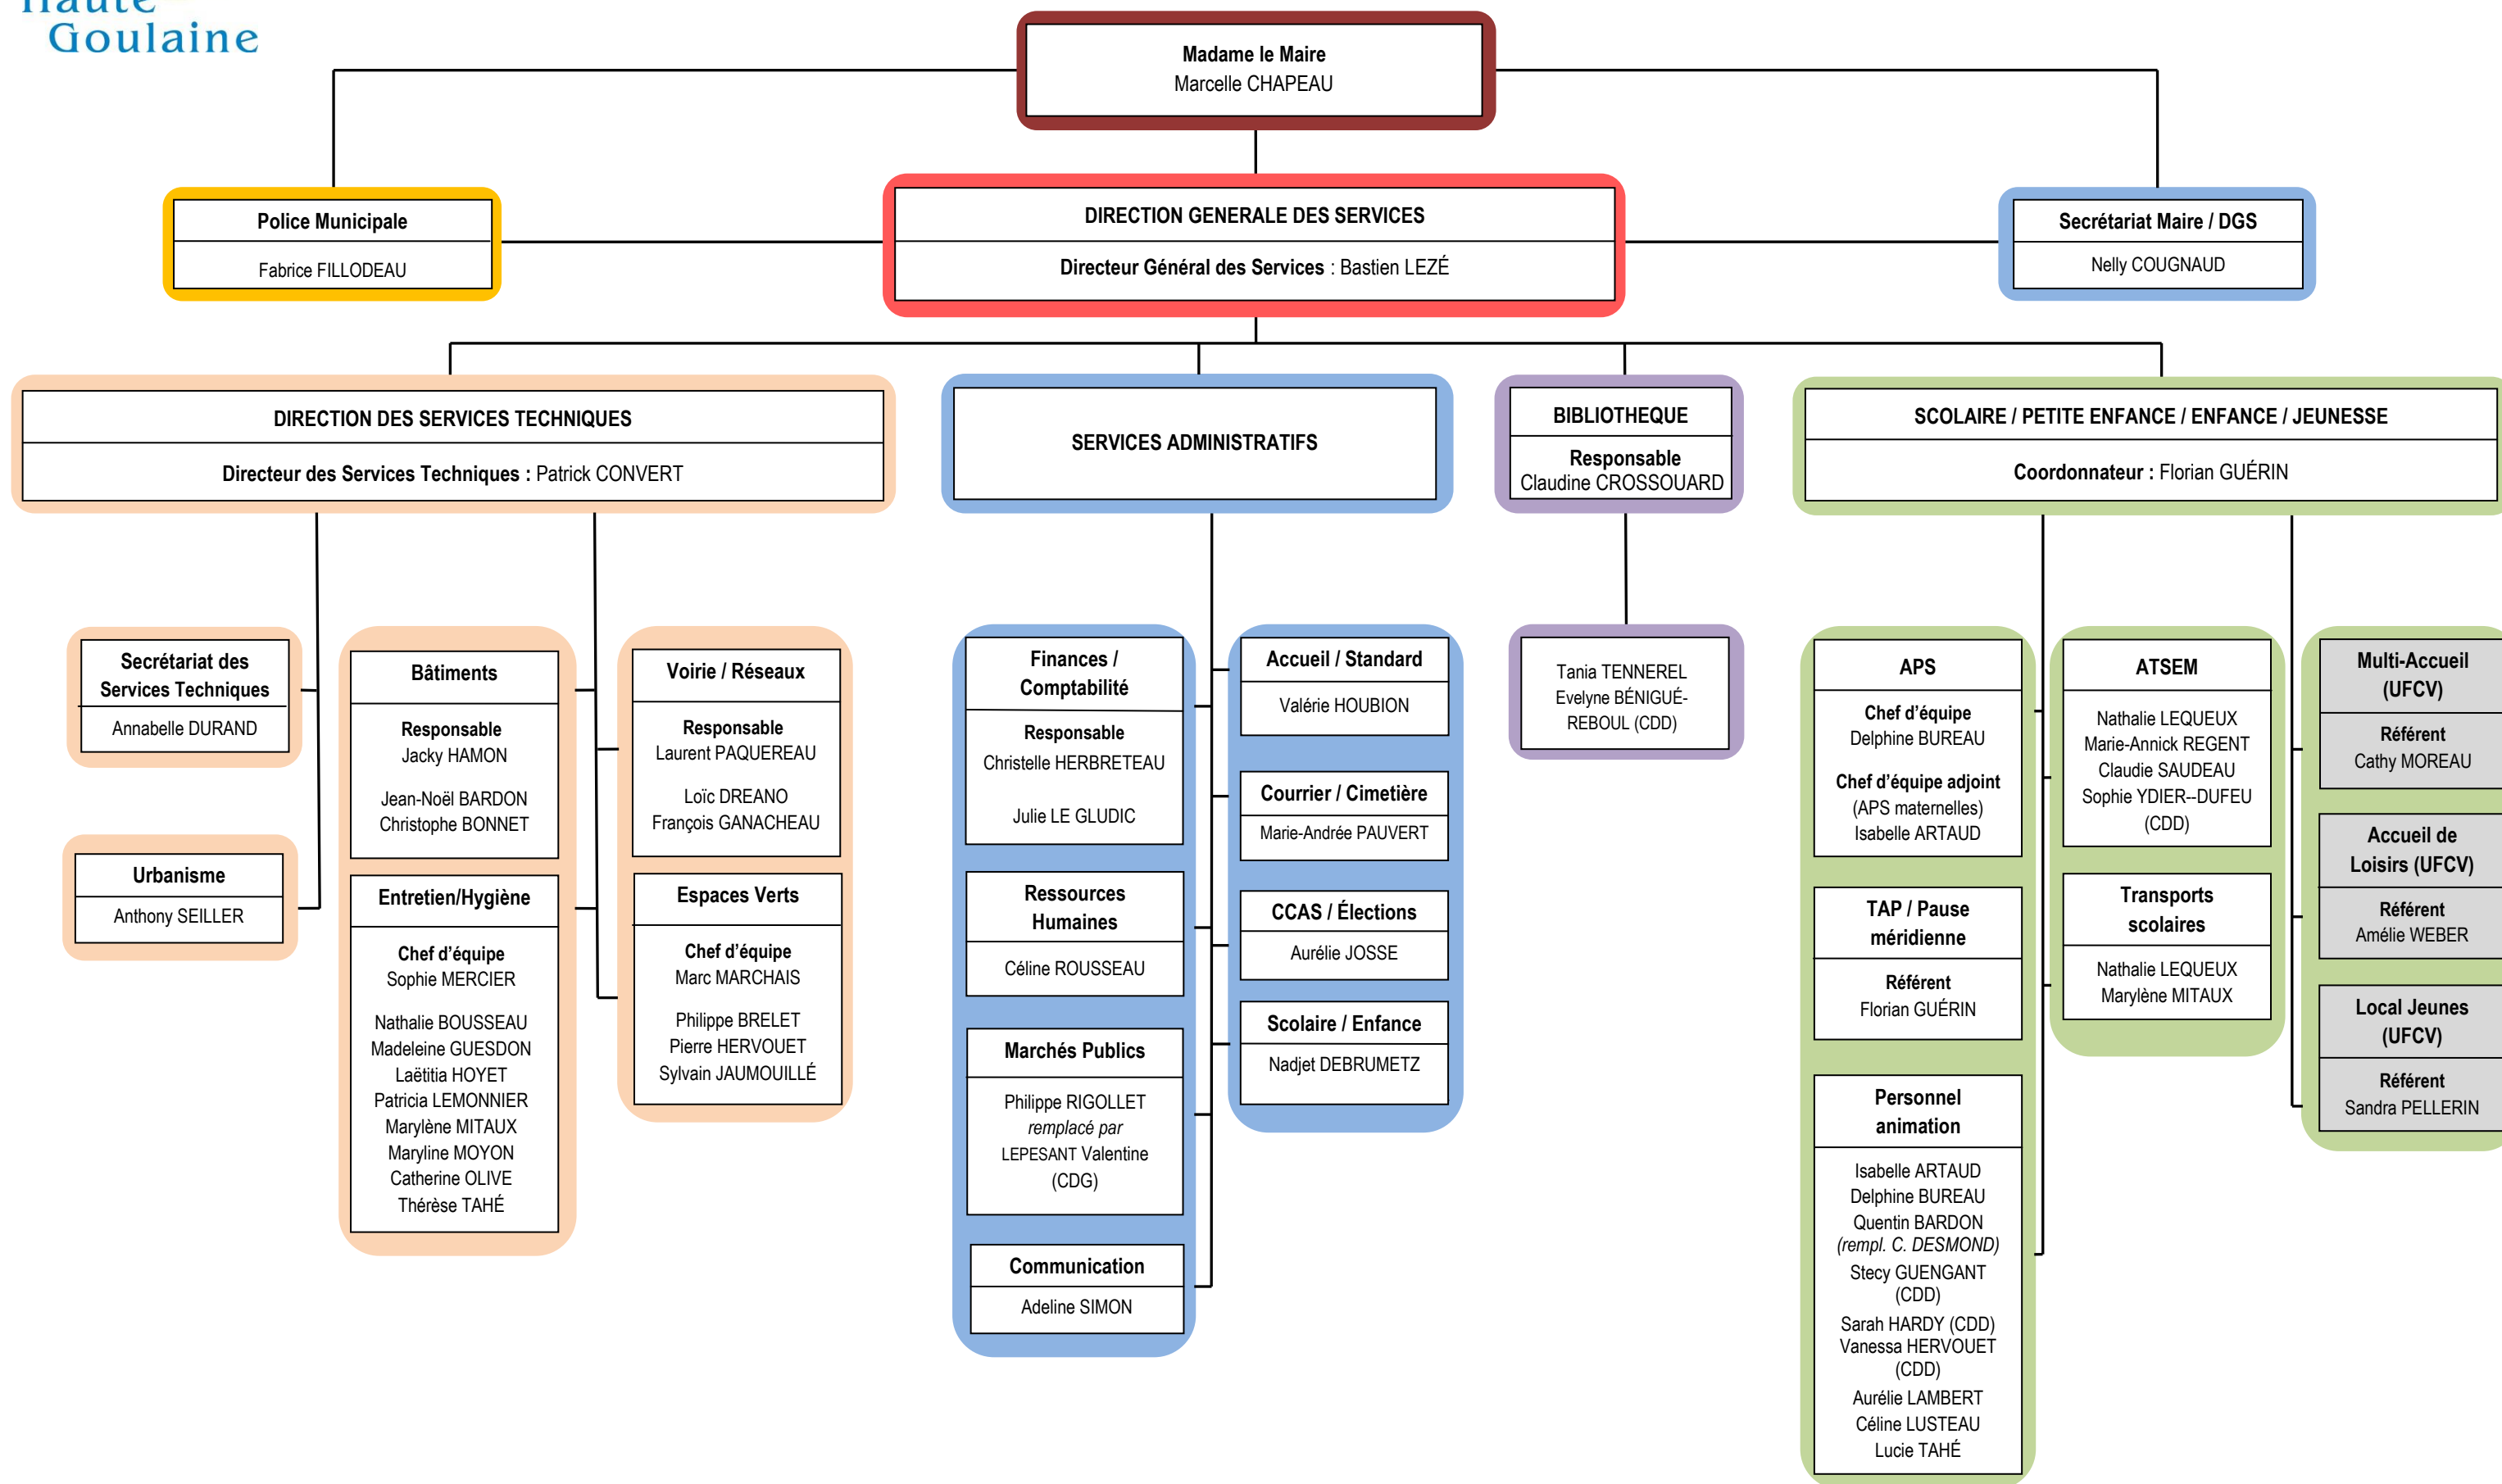 Haute
Goulaine
Madame le Maire
Marcelle CHAPEAU
Police Municipale
Fabrice FILLODEAU
DIRECTION GENERALE DES SERVICES
Directeur Général des Services : Bastien LEZÉ
Secrétariat Maire / DGS
Nelly COUGNAUD
DIRECTION DES SERVICES TECHNIQUES
Directeur des Services Techniques : Patrick CONVERT
SERVICES ADMINISTRATIFS
BIBLIOTHEQUE
Responsable
Claudine CROSSOUARD
SCOLAIRE / PETITE ENFANCE / ENFANCE / JEUNESSE
Coordonnateur : Florian GUÉRIN
Secrétariat des
Services Techniques
Annabelle DURAND
Urbanisme
Anthony SEILLER
Bâtiments
Responsable
Jacky HAMON
Jean-Noël BARDON
Christophe BONNET
Entretien/Hygiène
Chef d'équipe
Sophie MERCIER
Nathalie BOUSSEAU
Madeleine GUESDON
Laëtitia HOYET
Patricia LEMONNIER
Marylène MITAUX
Maryline MOYON
Catherine OLIVE
Thérèse TAHÉ
Voirie / Réseaux
Responsable
Laurent PAQUEREAU
Loïc DREANO
François GANACHEAU
Espaces Verts
Chef d'équipe
Marc MARCHAIS
Philippe BRELET
Pierre HERVOUET
Sylvain JAUMOUILLÉ
Finances /
Comptabilité
Responsable
Christelle HERBRETEAU
Julie LE GLUDIC
Ressources
Humaines
Céline ROUSSEAU
Marchés Publics
Philippe RIGOLLET
remplacé par
LEPESANT Valentine
(CDG)
Communication
Adeline SIMON
Accueil / Standard
Valérie HOUBION
Courrier / Cimetière
Marie-Andrée PAUVERT
CCAS / Élections
Aurélie JOSSE
Scolaire / Enfance
Nadjet DEBRUMETZ
Tania TENNEREL
Evelyne BÉNIGUÉ-
REBOUL (CDD)
APS
Chef d'équipe
Delphine BUREAU
Chef d'équipe adjoint
(APS maternelles)
Isabelle ARTAUD
TAP / Pause
méridienne
Référent
Florian GUÉRIN
Personnel
animation
Isabelle ARTAUD
Delphine BUREAU
Quentin BARDON
(rempl. C. DESMOND)
Stecy GUENGANT
(CDD)
Sarah HARDY (CDD)
Vanessa HERVOUET
(CDD)
Aurélie LAMBERT
Céline LUSTEAU
Lucie TAHÉ
ATSEM
Nathalie LEQUEUX
Marie-Annick REGENT
Claudie SAUDEAU
Sophie YDIER--DUFEU
(CDD)
Transports
scolaires
Nathalie LEQUEUX
Marylène MITAUX
Multi-Accueil
(UFCV)
Référent
Cathy MOREAU
Accueil de
Loisirs (UFCV)
Référent
Amélie WEBER
Local Jeunes
(UFCV)
Référent
Sandra PELLERIN